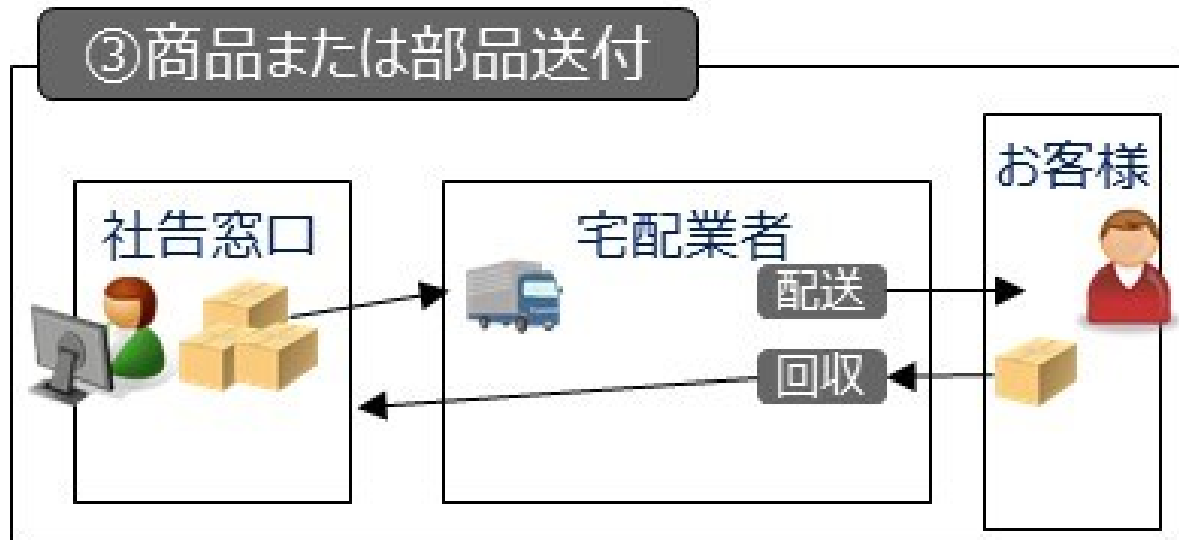 ③商品または部品送付
お客様
社告窓口
宅配業者
配送
回収